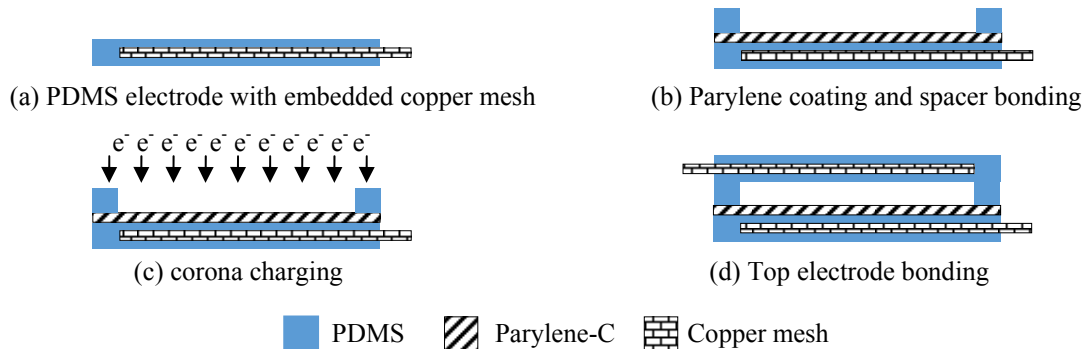 (a) PDMS electrode with embedded copper mesh
(b) Parylene coating and spacer bonding
e- e- e- e- e- e- e- e- e-
(c) corona charging
(d) Top electrode bonding
PDMS Parylene-C Copper mesh